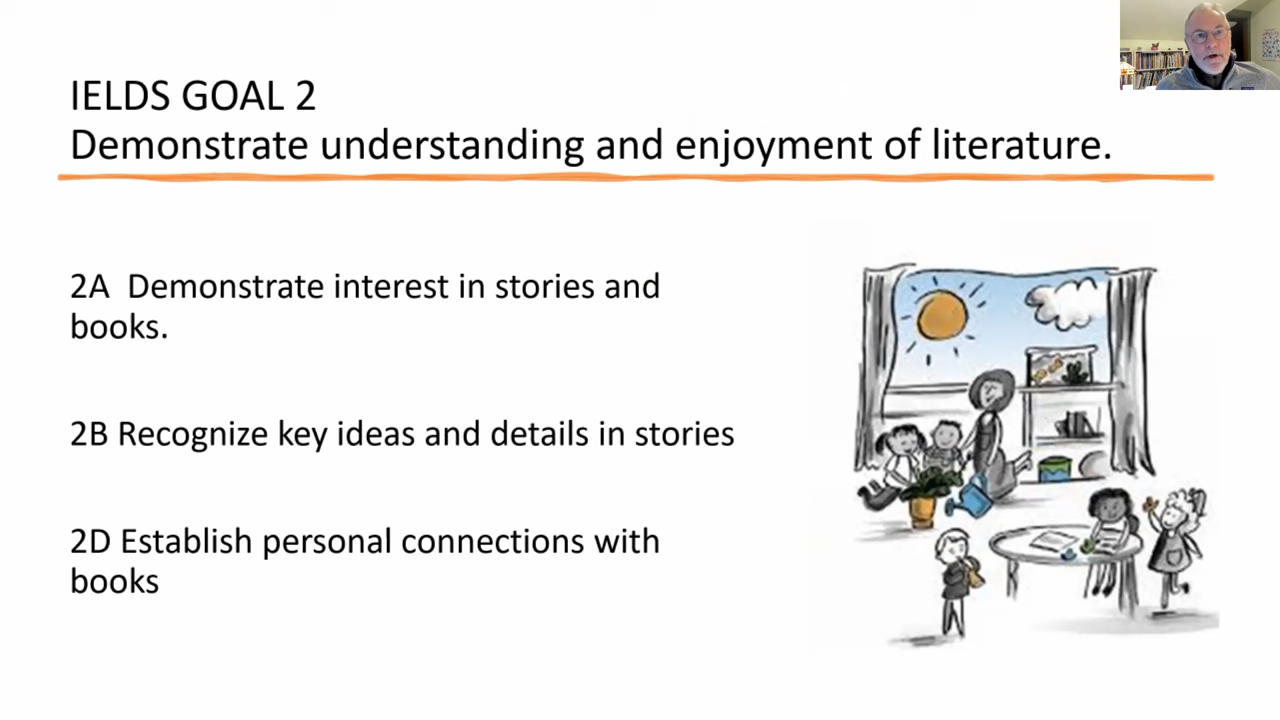 IELDS GOAL 2
Demonstrate understanding and enjoyment of literature.
2A  Demonstrate interest in stories and
books.
2B Recognize key ideas and details in stories
2D Establish personal connections with
books